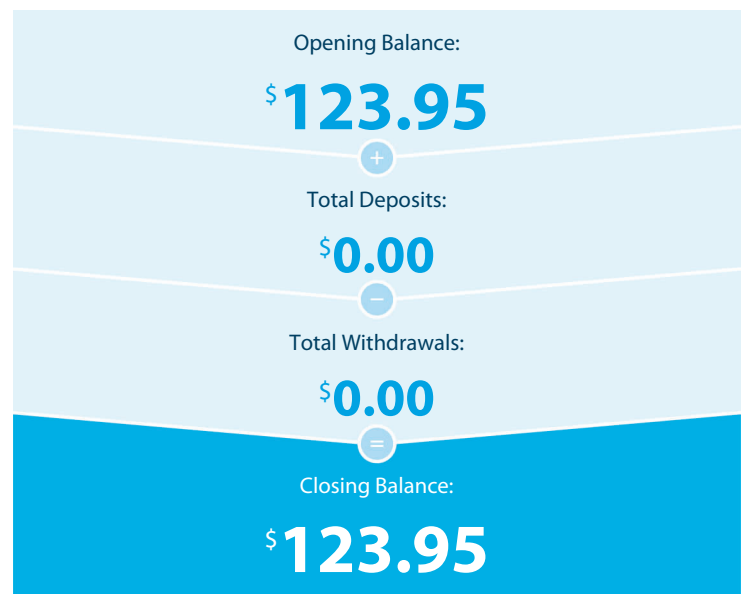 Opening Balance:
$123.95
+
Total Deposits:
$0.00
−
Total Withdrawals:
$0.00
=
Closing Balance:
$123.95